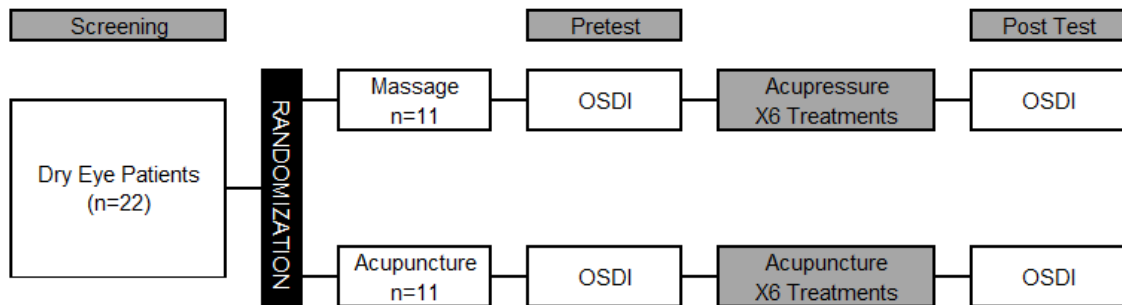 Screening
Pretest
Post Test
Dry Eye Patients
(n=22)
RANDOMIZATION
Massage
n=11
OSDI
Acupressure
X6 Treatments
OSDI
Acupuncture
n=11
OSDI
Acupuncture
X6 Treatments
OSDI